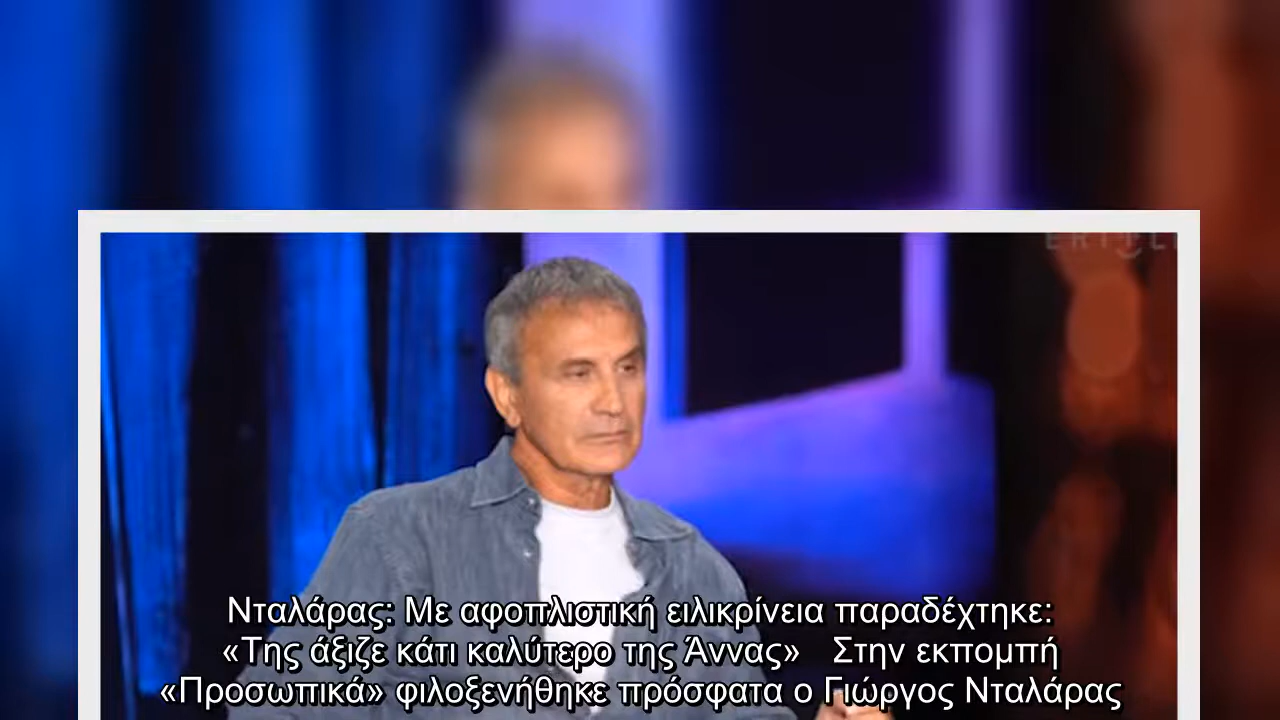 Νταλάρας: Με αφοπλιστική ειλικρίνεια παραδέχτηκε:
«Της άξιζε κάτι καλύτερο της Άννας» Στην εκπομπή
«Προσωπικά» φιλοξενήθηκε πρόσφατα ο Γιώργος Νταλάρας